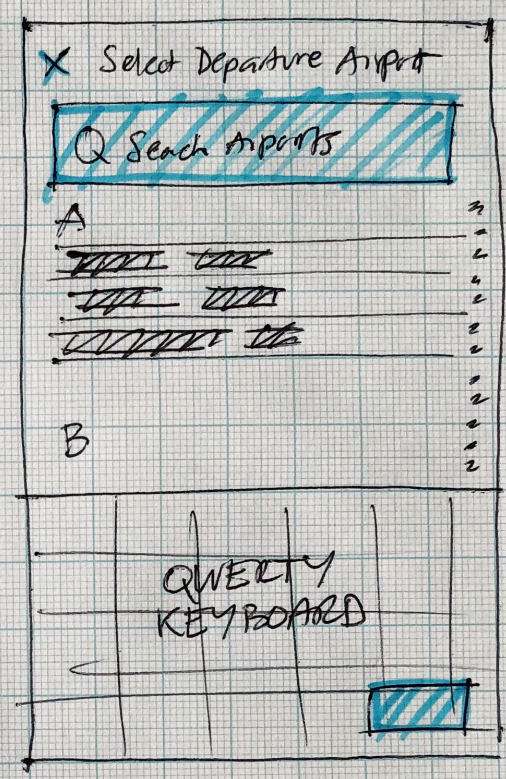 X Select Departure Airport
Search Airports
A
B
QWERTY
KEYBOARD